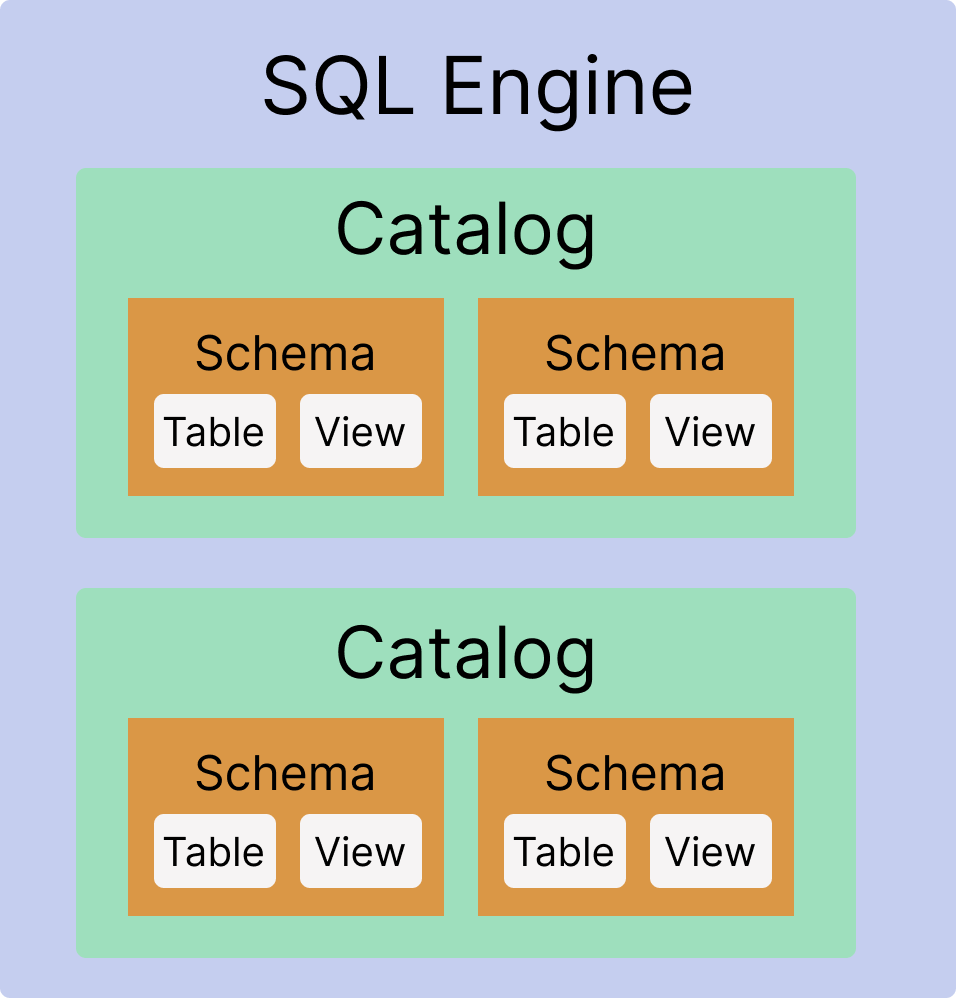 SQL Engine
Catalog
Schema
Table View
Schema
Table View
Catalog
Schema
Table View
Schema
Table View